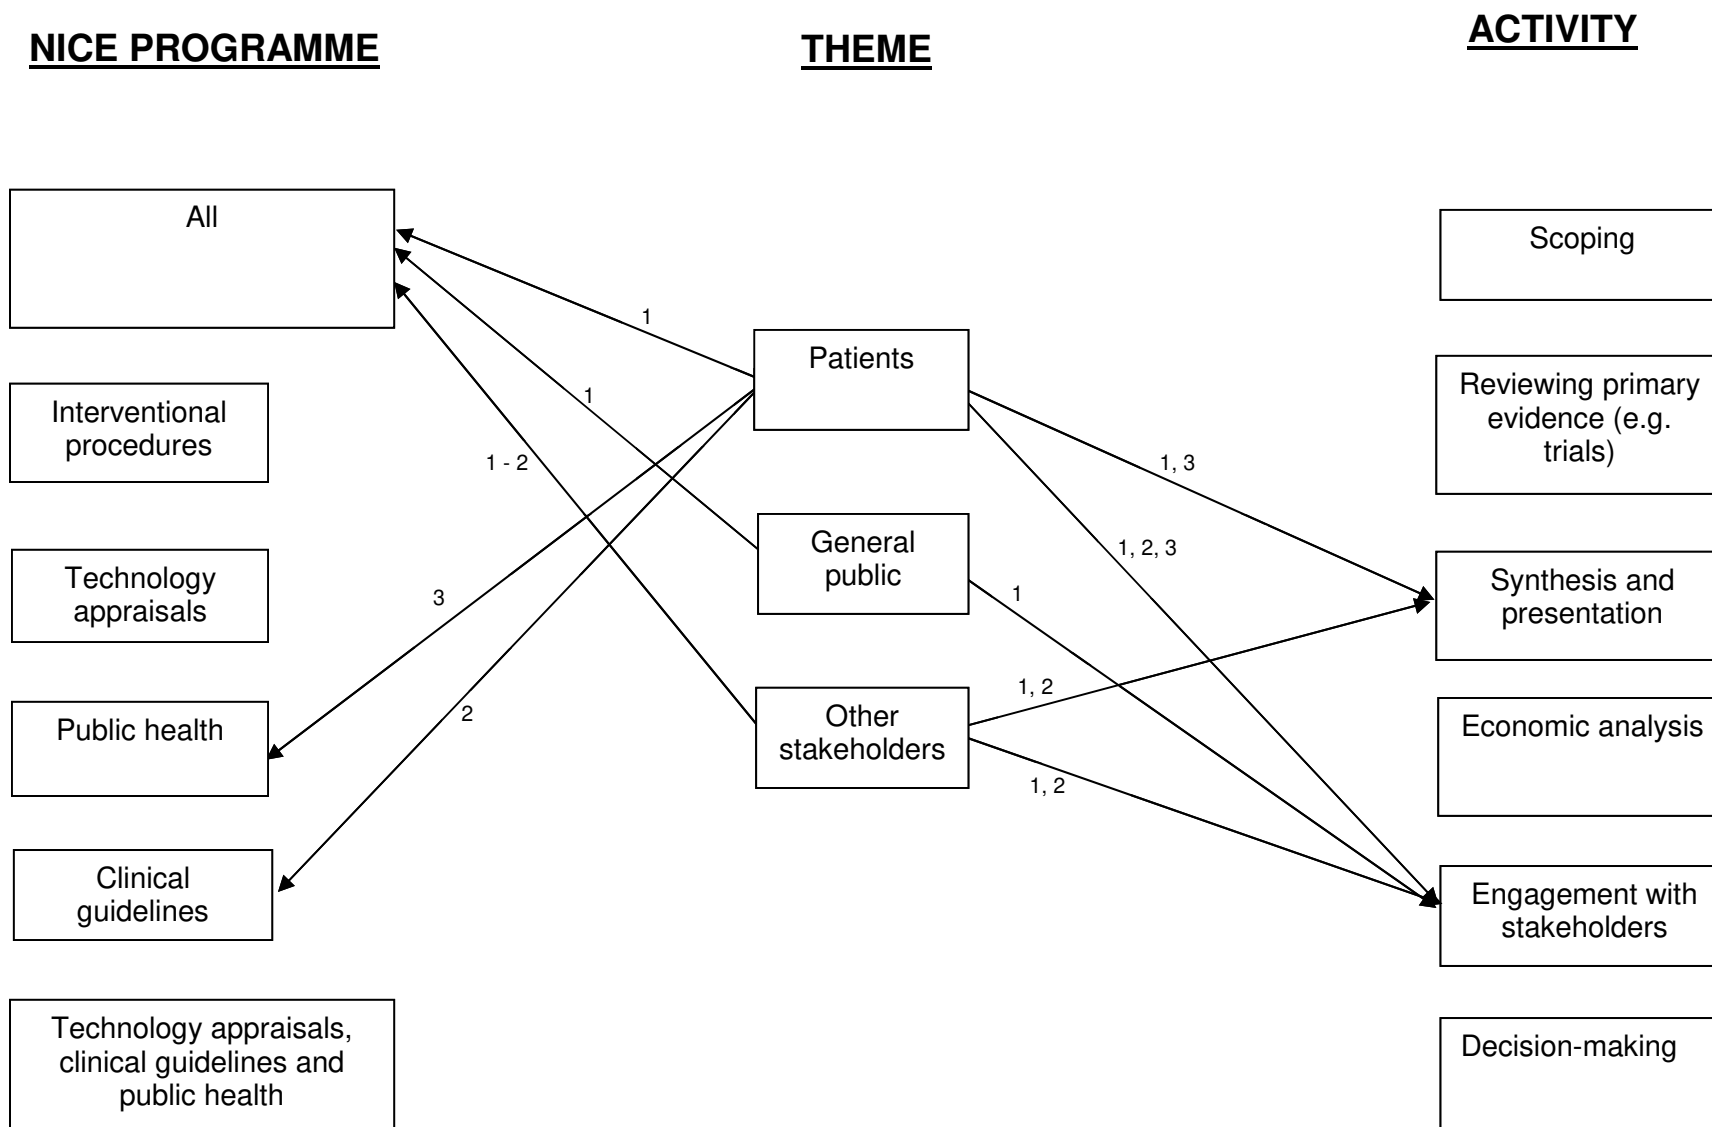 NICE PROGRAMME
THEME
ACTIVITY
All
Interventional
procedures
Technology
appraisals
Public health
Clinical
guidelines
Technology appraisals,
clinical guidelines and
public health
1
1
1 - 2
3
2
Patients
General
public
Other
stakeholders
1, 3
1, 2, 3
1
1, 2
1, 2
Scoping
Reviewing primary
evidence (e.g.
trials)
Synthesis and
presentation
Economic analysis
Engagement with
stakeholders
Decision-making